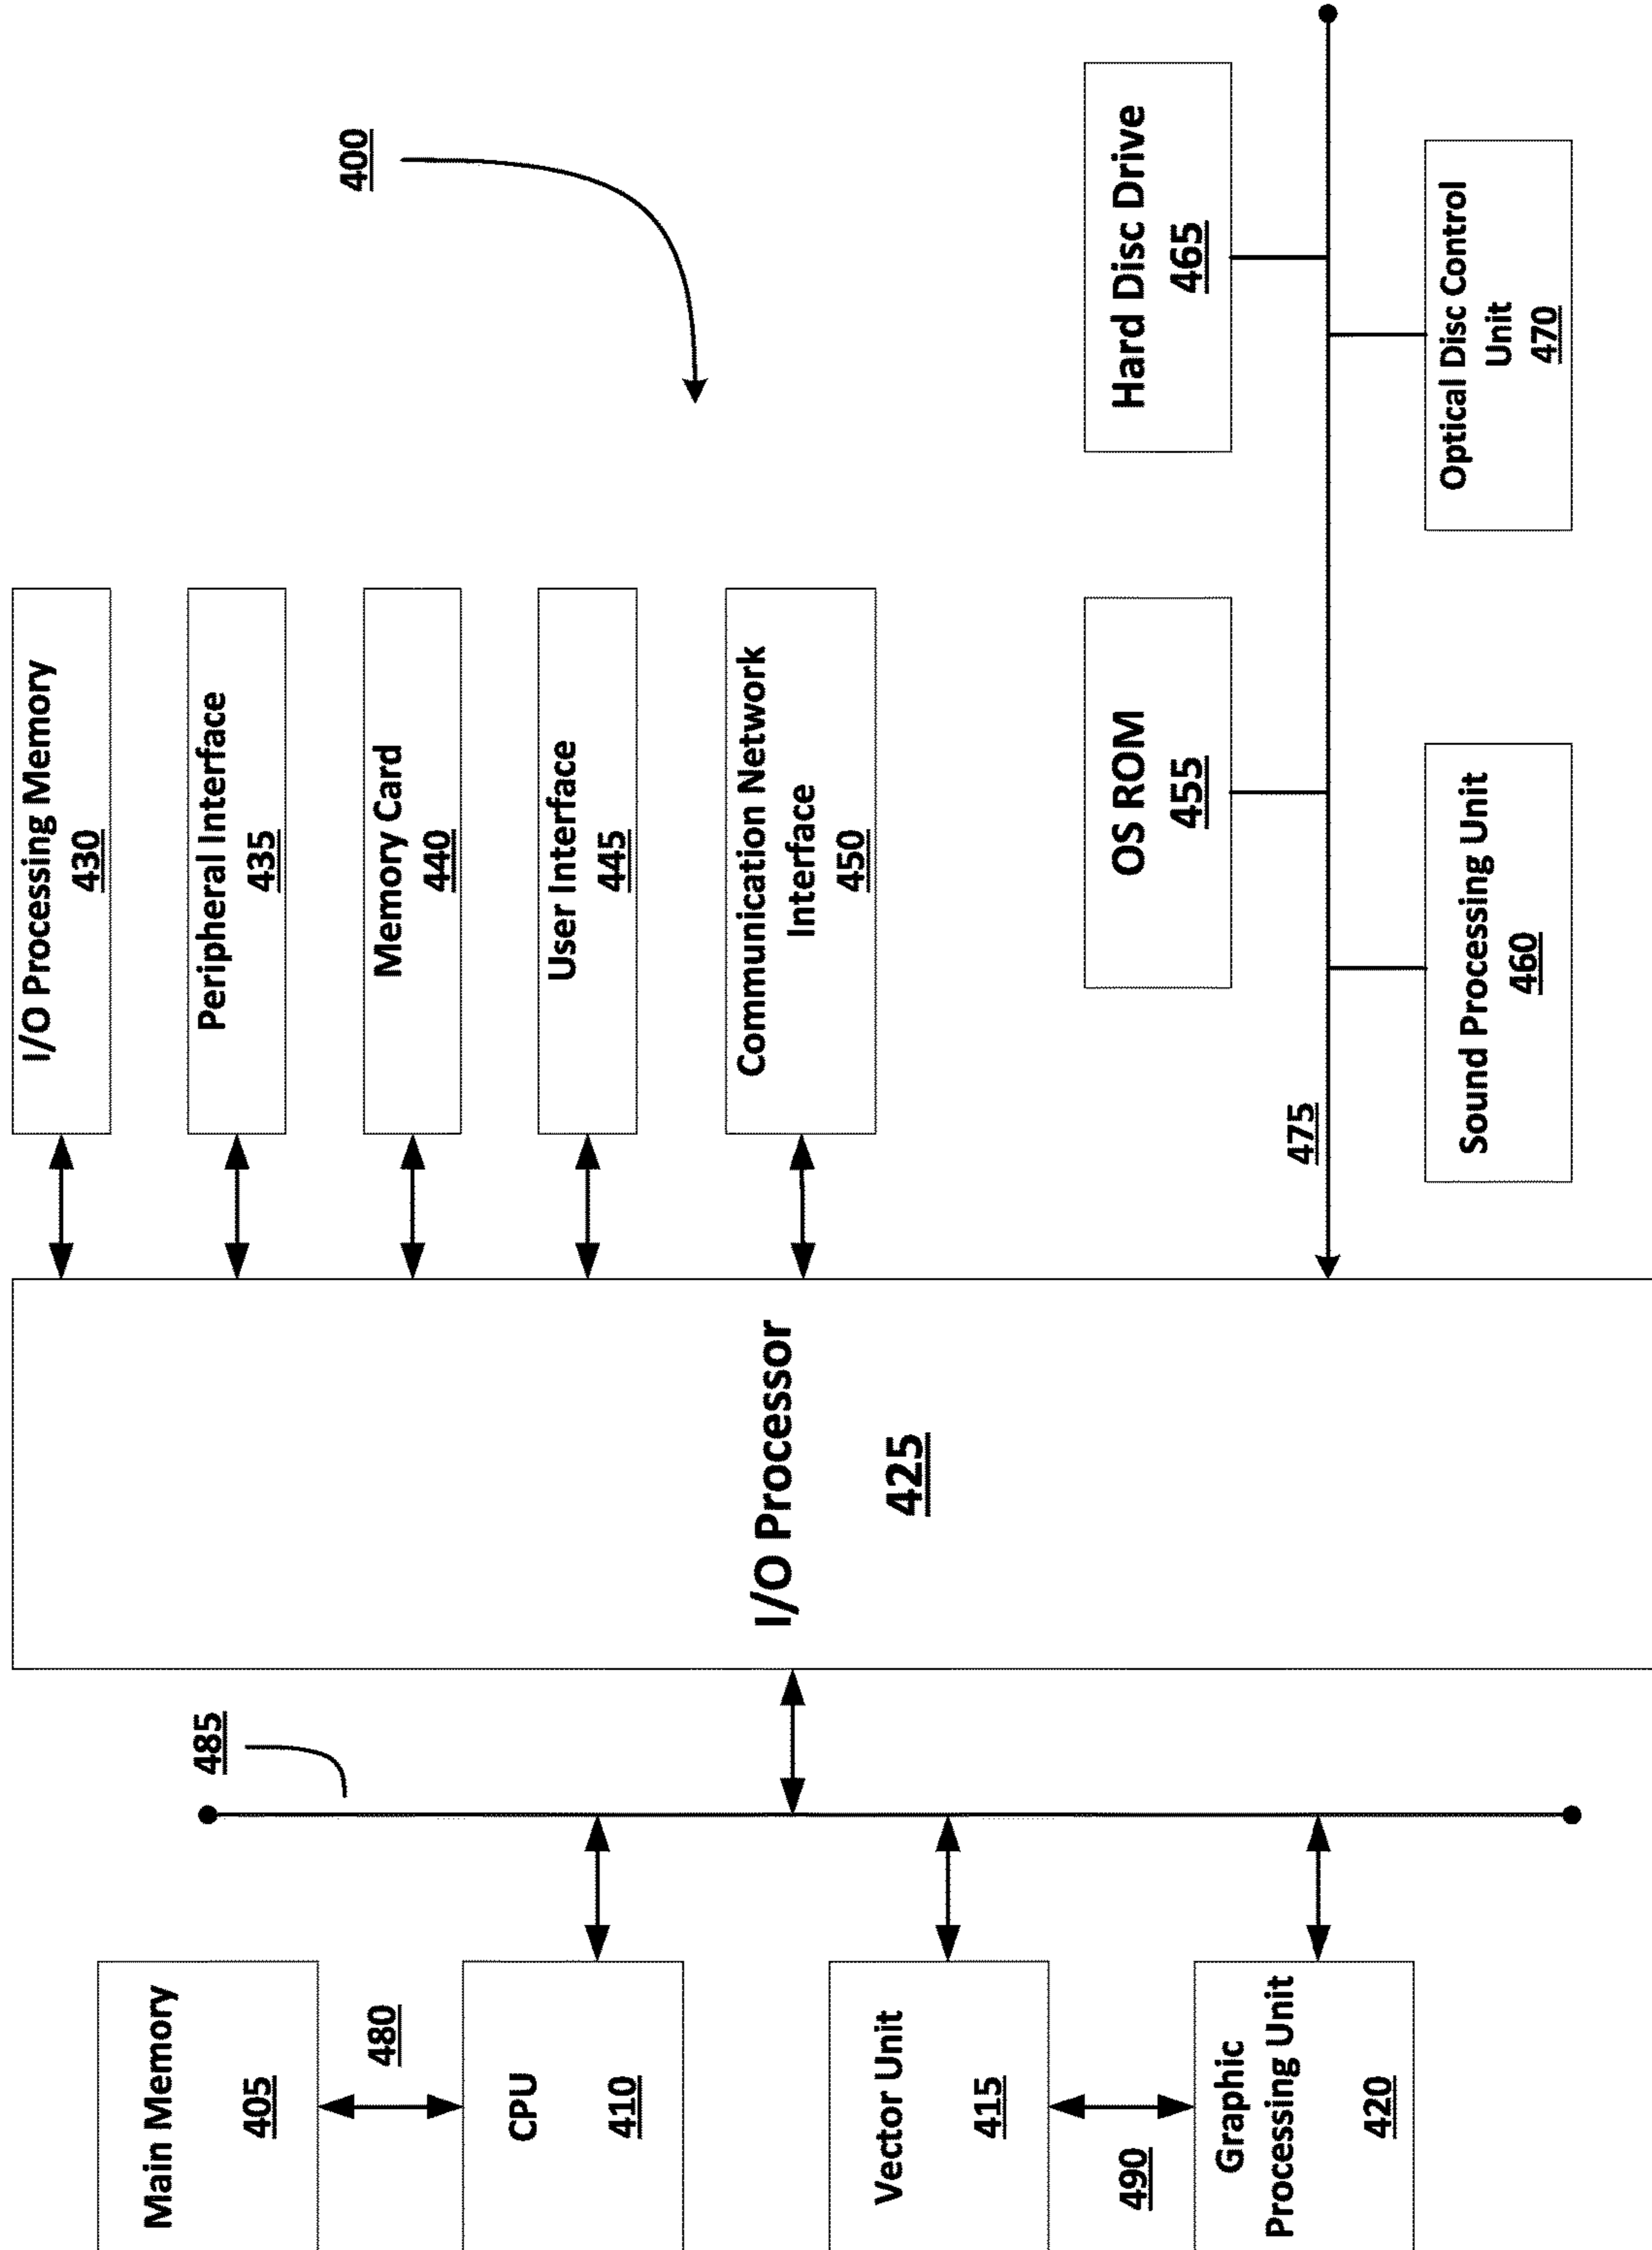 400
Main Memory
405
480
CPU
410
Vector Unit
415
490
Graphic
Processing Unit
420
485
I/O Processor
425
I/O Processing Memory
430
Peripheral Interface
435
Memory Card
440
User Interface
445
Communication Network
Interface
450
475
OS ROM
455
Sound Processing Unit
460
Hard Disc Drive
465
Optical Disc Control
Unit
470